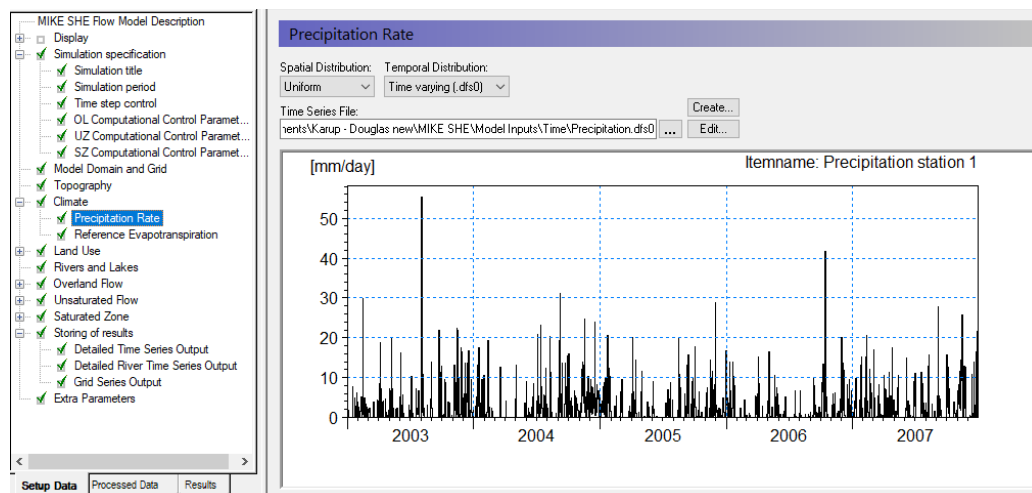 MIKE SHE Flow Model Description
Display
Simulation specification
Simulation title
Simulation period
Time step control
OL Computational Control Paramet...
UZ Computational Control Paramet...
SZ Computational Control Paramet...
Model Domain and Grid
Topography
Climate
Precipitation Rate
Reference Evapotranspiration
Land Use
Rivers and Lakes
Overland Flow
Unsaturated Flow
Saturated Zone
Storing of results
Detailed Time Series Output
Detailed River Time Series Output
Grid Series Output
Extra Parameters
Setup Data Processed Data Results
Precipitation Rate
Spatial Distribution: Temporal Distribution:
Uniform Time varying (.dfs0)
Time Series File: Create...
nents\Karup - Douglas new\MIKE SHE\Model Inputs\Time\Precipitation.dfs0 ... Edit...
[mm/day] Itemname: Precipitation station 1
50
40
30
20
10
0
2003 2004 2005 2006 2007